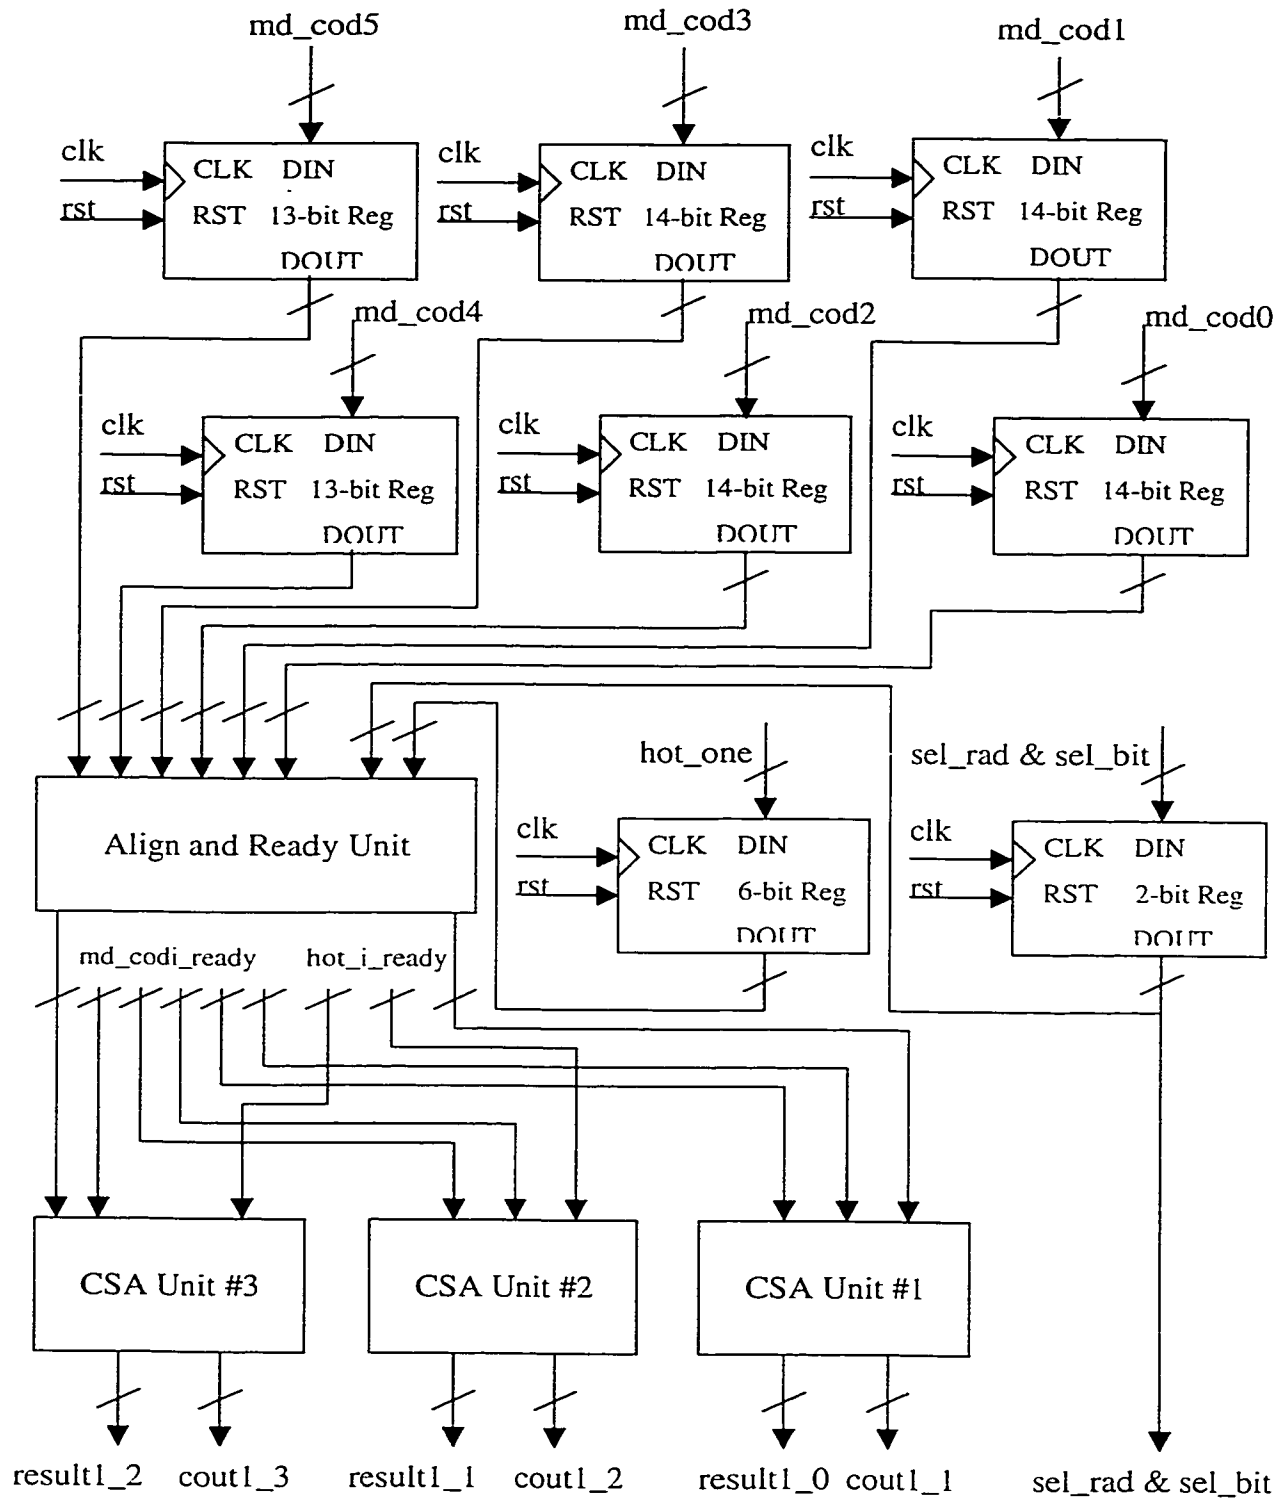 md_cod5 md_cod3 md_cod1
clk CLK DIN clk CLK DIN clk CLK DIN
rst RST 13-bit Reg rst RST 14-bit Reg rst RST 14-bit Reg
DOUT DOUT DOUT
md_cod4 md_cod2 md_cod0
clk CLK DIN clk CLK DIN clk CLK DIN
rst RST 13-bit Reg rst RST 14-bit Reg rst RST 14-bit Reg
DOUT DOUT DOUT
hot_one sel_rad & sel_bit
Align and Ready Unit clk CLK DIN clk CLK DIN
rst RST 6-bit Reg rst RST 2-bit Reg
DOUT DOUT
md_codi_ready hot_i_ready
CSA Unit #3 CSA Unit #2 CSA Unit #1
result1_2 cout1_3 result1_1 cout1_2 result1_0 cout1_1 sel_rad & sel_bit